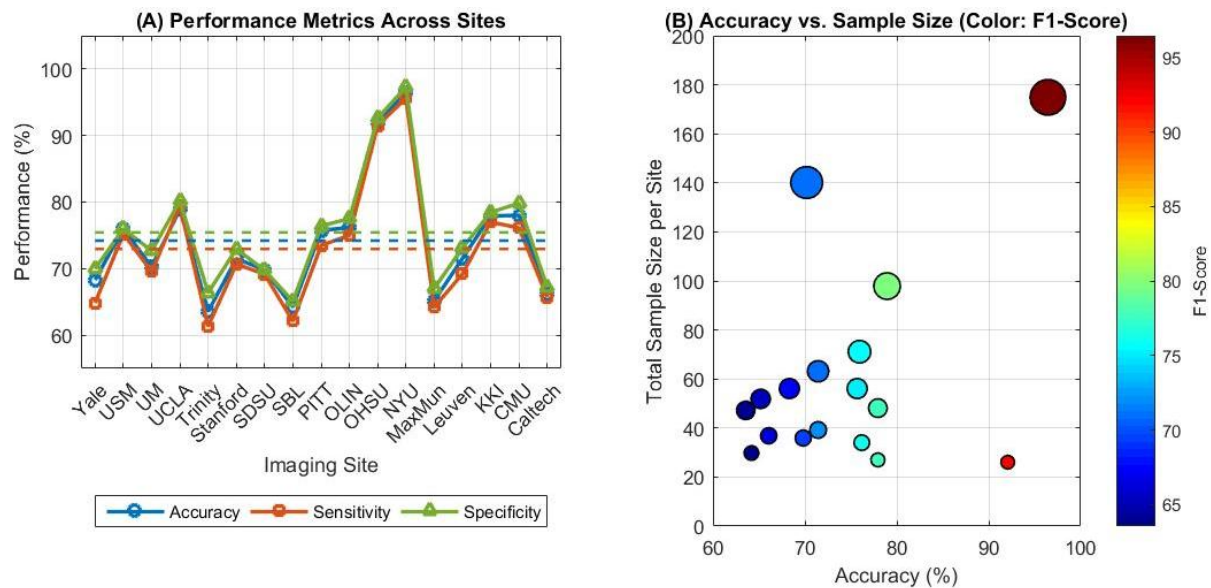 (A) Performance Metrics Across Sites
Performance (%)
100
90
80
70
60
Yale
USM
UM
UCLA
Trinity
Stanford
SDSU
SBL
PITT
OLIN
OHSU
NYU
MaxMun
Leuven
KKI
CMU
Caltech
Imaging Site
Accuracy Sensitivity Specificity
(B) Accuracy vs. Sample Size (Color: F1-Score)
Total Sample Size per Site
200
180
160
140
120
100
80
60
40
20
0
60 70 80 90 100
Accuracy (%)
95
90
85
80
75
70
65
F1-Score